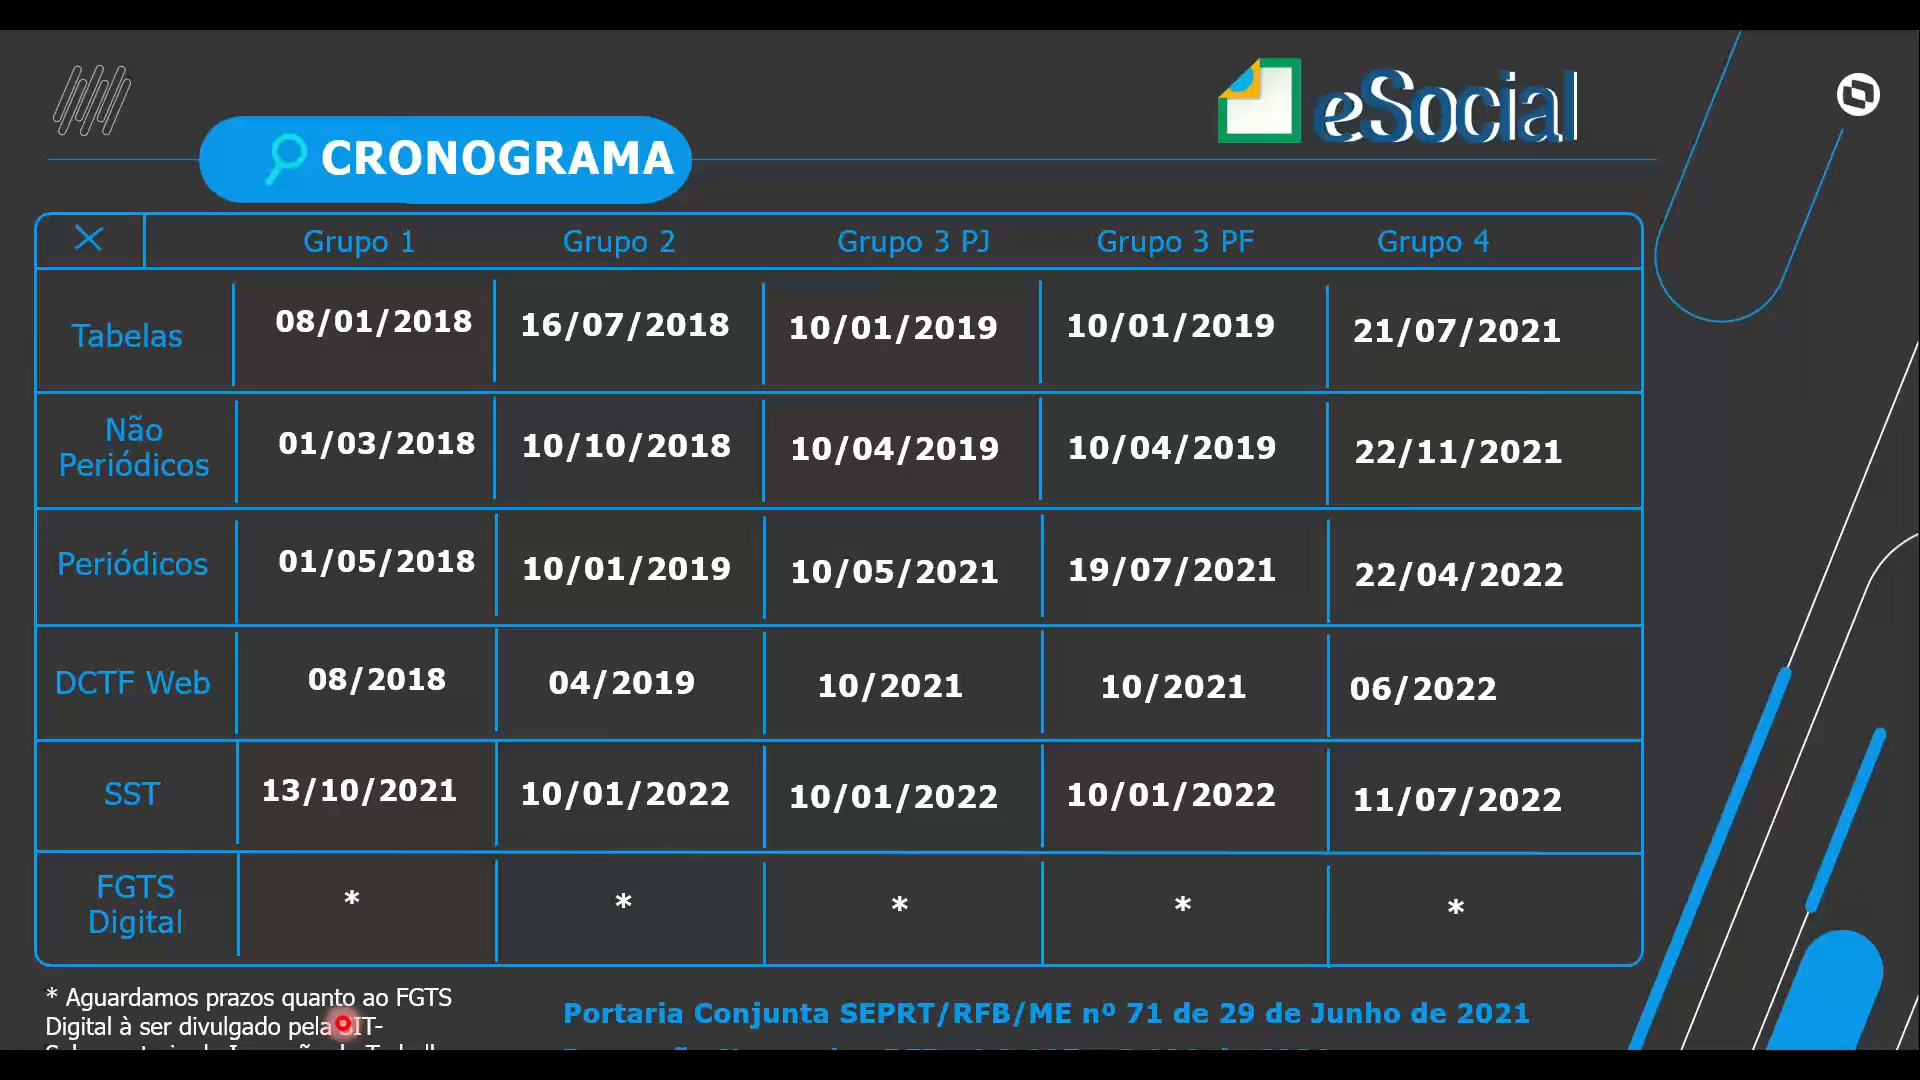 eSocial
CRONOGRAMA
Grupo 1 Grupo 2 Grupo 3 PJ Grupo 3 PF Grupo 4
Tabelas 08/01/2018 16/07/2018 10/01/2019 10/01/2019 21/07/2021
Não
Periódicos 01/03/2018 10/10/2018 10/04/2019 10/04/2019 22/11/2021
Periódicos 01/05/2018 10/01/2019 10/05/2021 19/07/2021 22/04/2022
DCTF Web 08/2018 04/2019 10/2021 10/2021 06/2022
SST 13/10/2021 10/01/2022 10/01/2022 10/01/2022 11/07/2022
FGTS
Digital * * * * *
* Aguardamos prazos quanto ao FGTS
Digital à ser divulgado pela SIT-
Portaria Conjunta SEPRT/RFB/ME nº 71 de 29 de Junho de 2021